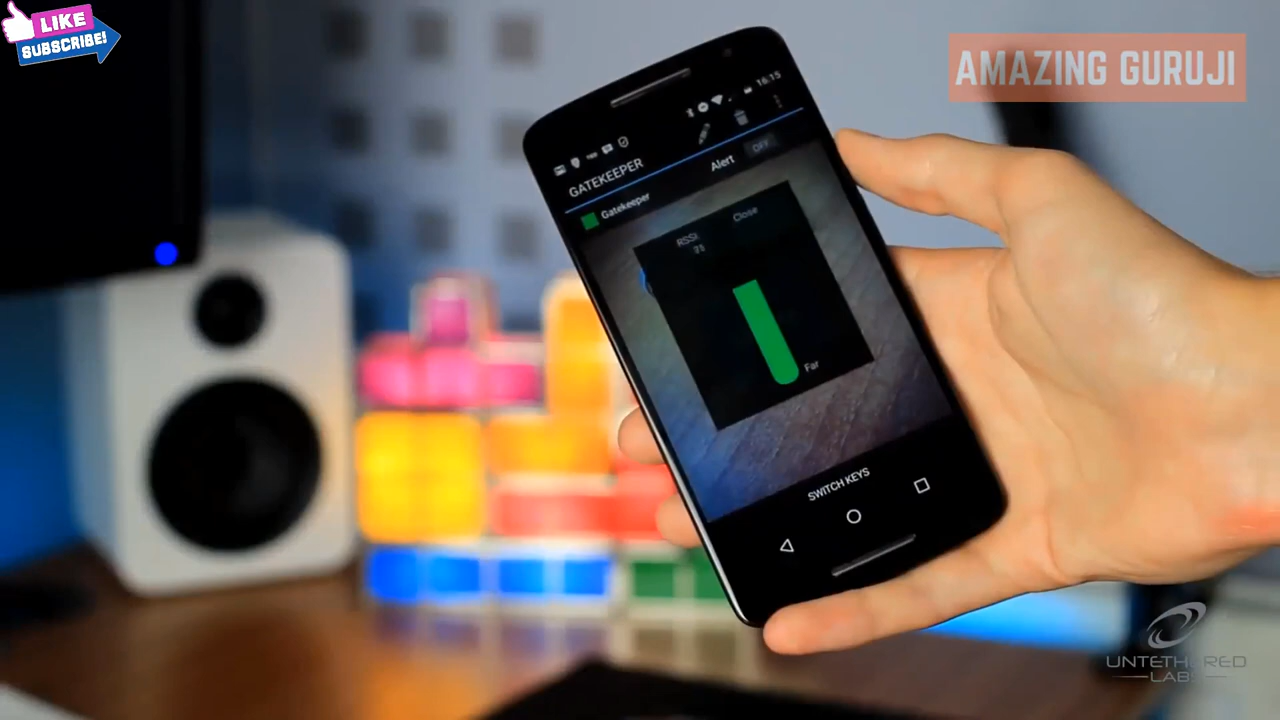 LIKE
SUBSCRIBE!
AMAZING GURUJI
16:15
GATEKEEPER
Alert
OFF
Gatekeeper
Close
RSSI
Far
SWITCH KEYS
UNTETHERED
LABS